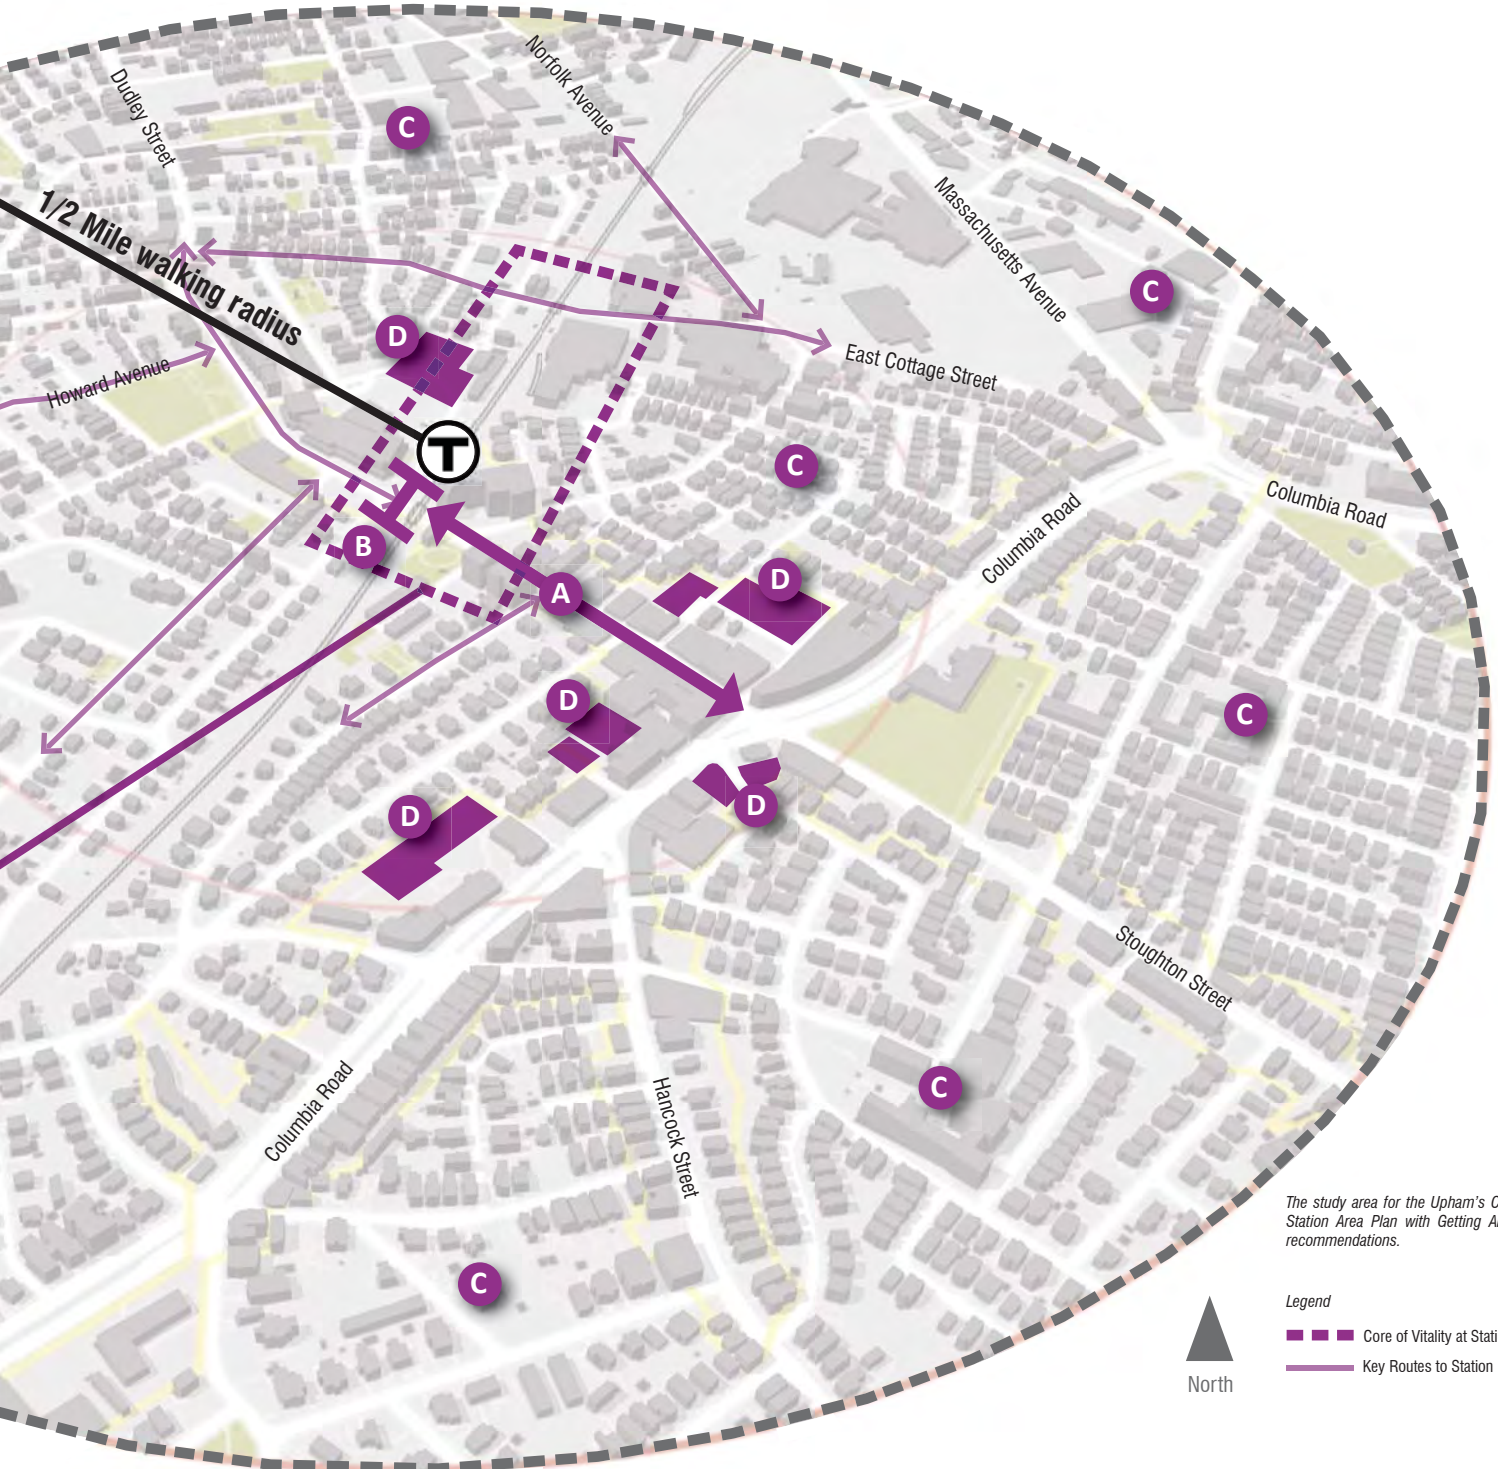 Dudley Street
Norfolk Avenue
C
1/2 Mile walking radius
Massachusetts Avenue
C
D
East Cottage Street
Howard Avenue
T
C
Columbia Road
Columbia Road
B
A
D
D
C
D
D
Stoughton Street
Columbia Road
Hancock Street
C
C
The study area for the Upham's
Station Area Plan with Getting
recommendations.
Legend
Core of Vitality at
Key Routes to Station
North